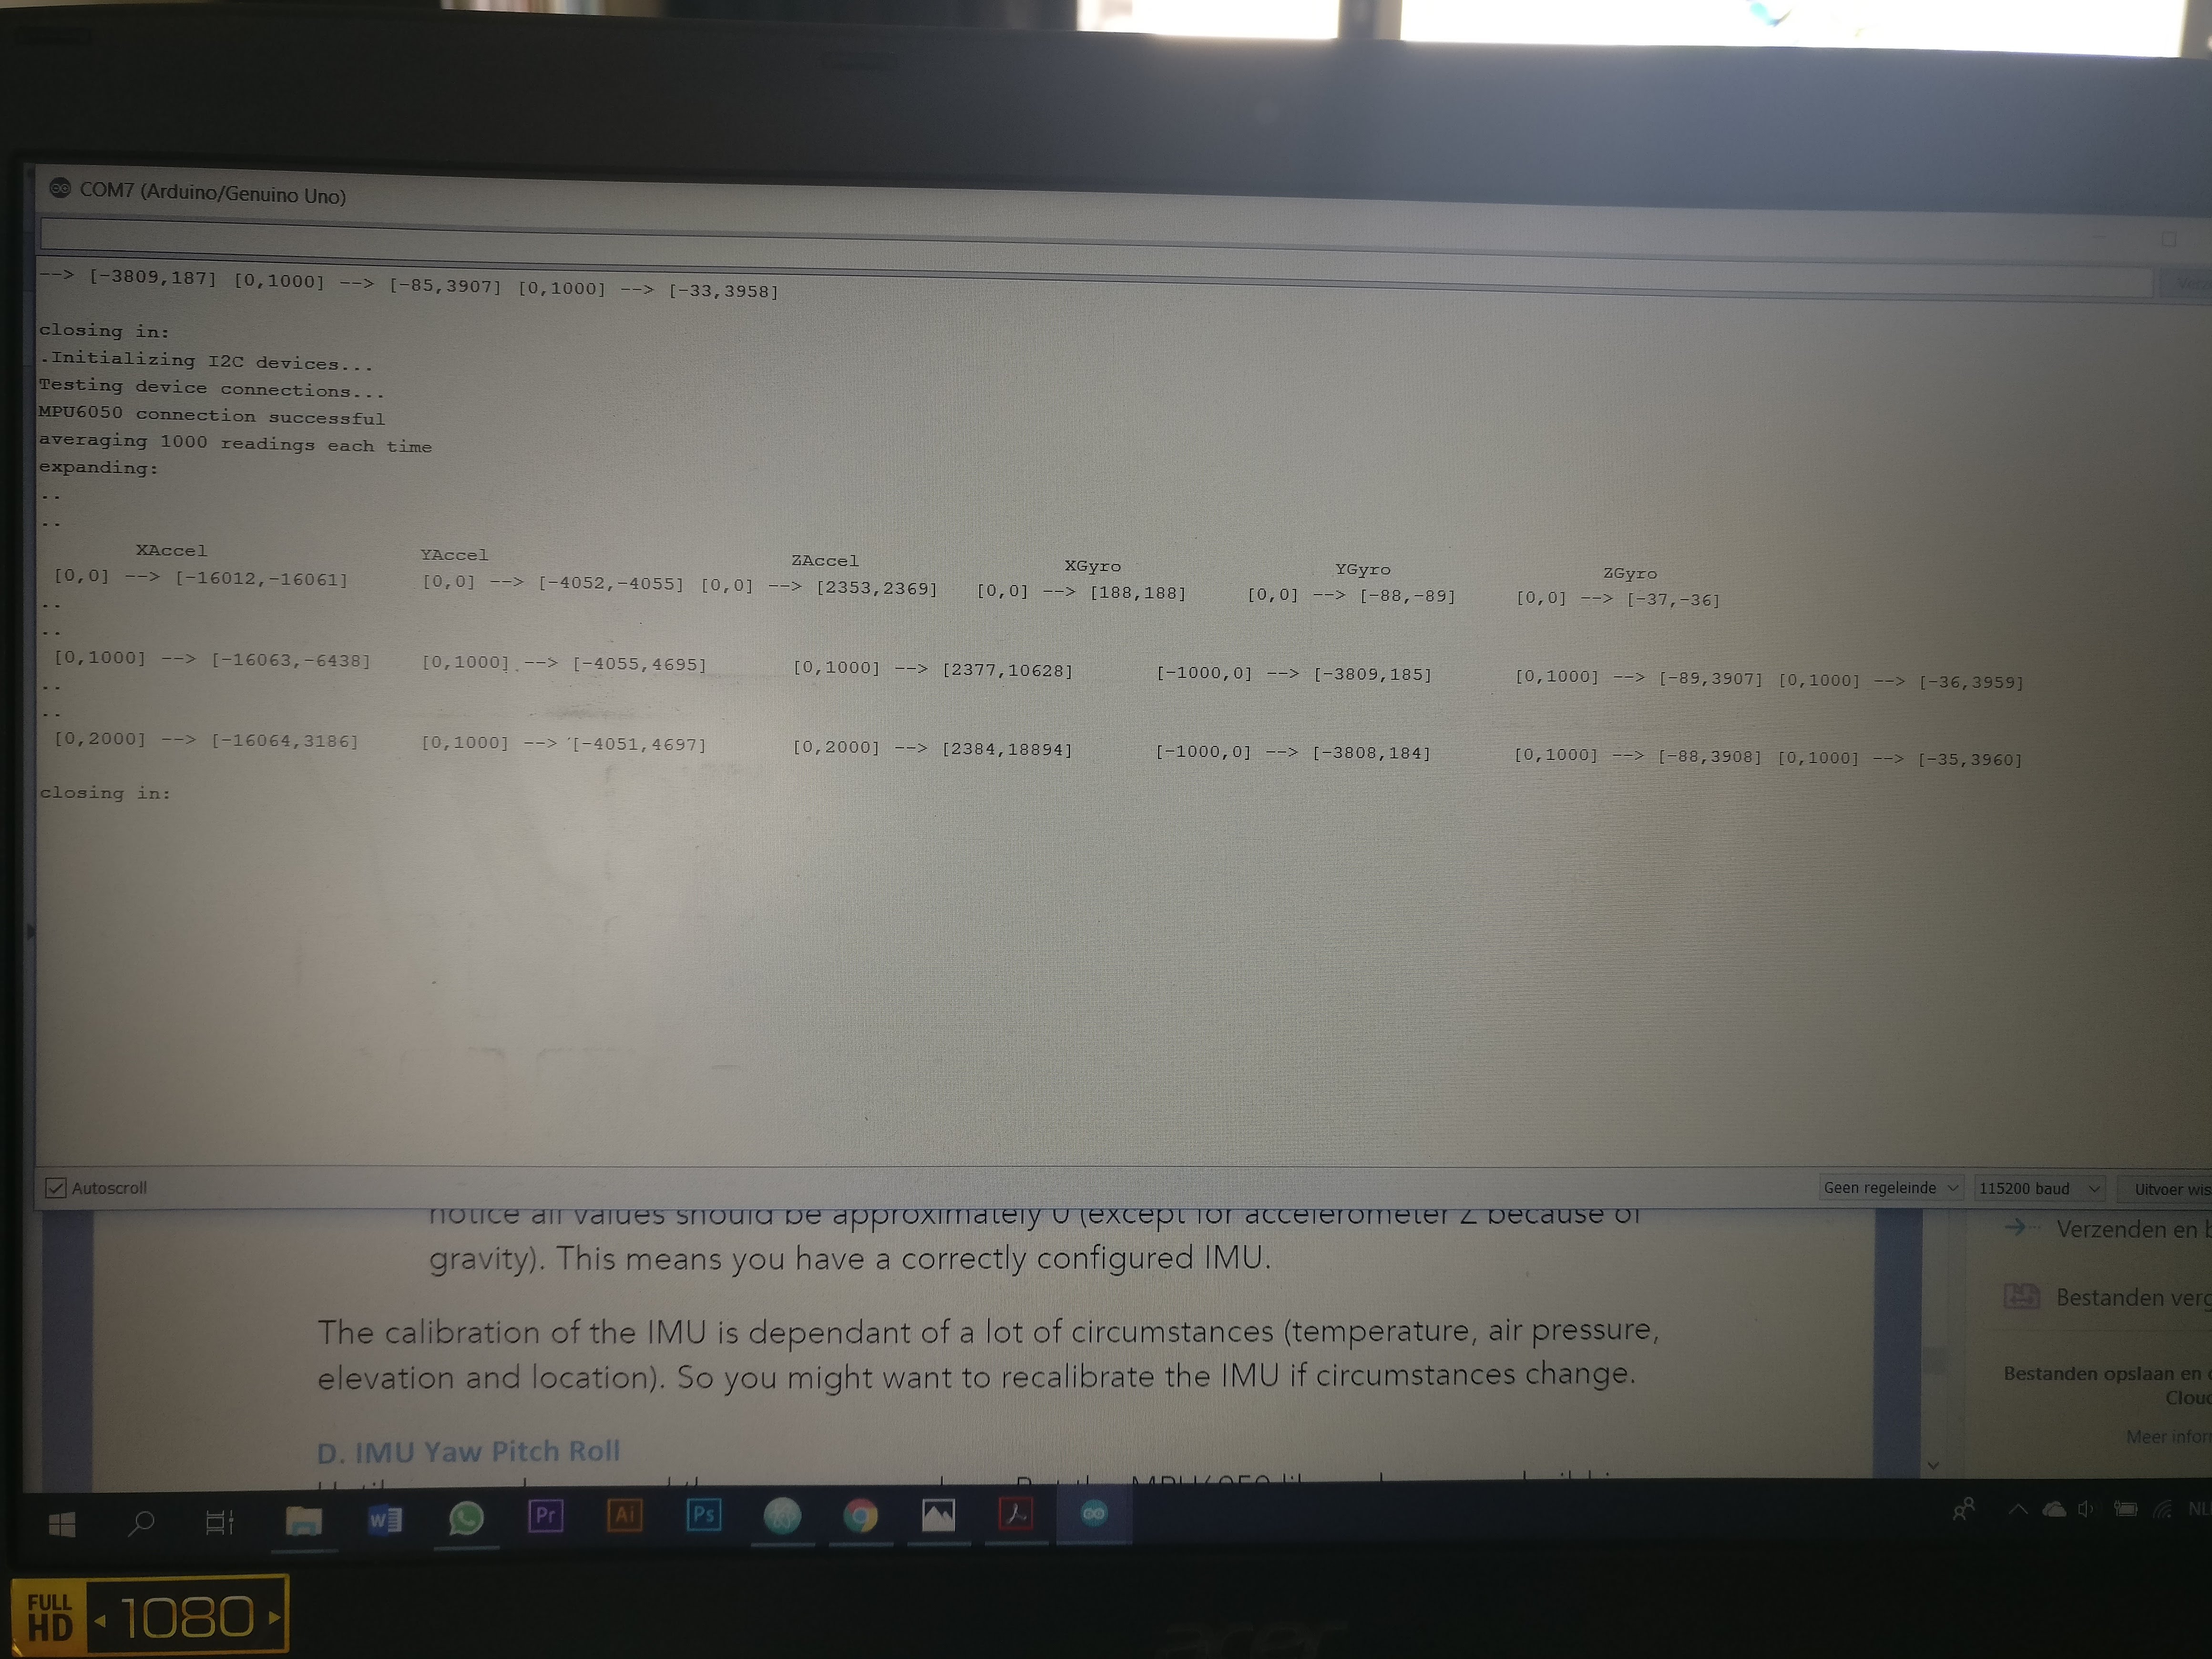 COM7 (Arduino/Genuino Uno)
--> [-3809,187] [0,1000] --> [-85,3907] [0,1000] --> [-33,3958]
closing in:
.Initializing I2C devices...
Testing device connections...
MPU6050 connection successful
averaging 1000 readings each time
expanding:
..
..
XAccel YAccel ZAccel XGyro YGyro ZGyro
[0,0] --> [-16012,-16061] [0,0] --> [-4052,-4055] [0,0] --> [2353,2369] [0,0] --> [188,188] [0,0] --> [-88,-89] [0,0] --> [-37,-36]
..
..
[0,1000] --> [-16063,-6438] [0,1000] --> [-4055,4695] [0,1000] --> [2377,10628] [-1000,0] --> [-3809,185] [0,1000] --> [-89,3907] [0,1000] --> [-36,3959]
..
..
[0,2000] --> [-16064,3186] [0,1000] --> [-4051,4697] [0,2000] --> [2384,18894] [-1000,0] --> [-3808,184] [0,1000] --> [-88,3908] [0,1000] --> [-35,3960]
closing in:
Autoscroll
Geen regeleinde 115200 baud Uitvoer wis
notice all values should be approximately 0 (except for accelerometer Z because of
gravity). This means you have a correctly configured IMU.
The calibration of the IMU is dependant of a lot of circumstances (temperature, air pressure,
elevation and location). So you might want to recalibrate the IMU if circumstances change.
D. IMU Yaw Pitch Roll
Verzenden en b
Bestanden verg
Bestanden opslaan en
Cloud
Meer infor
W Pr Ai Ps
NL
FULL HD 1080
acer